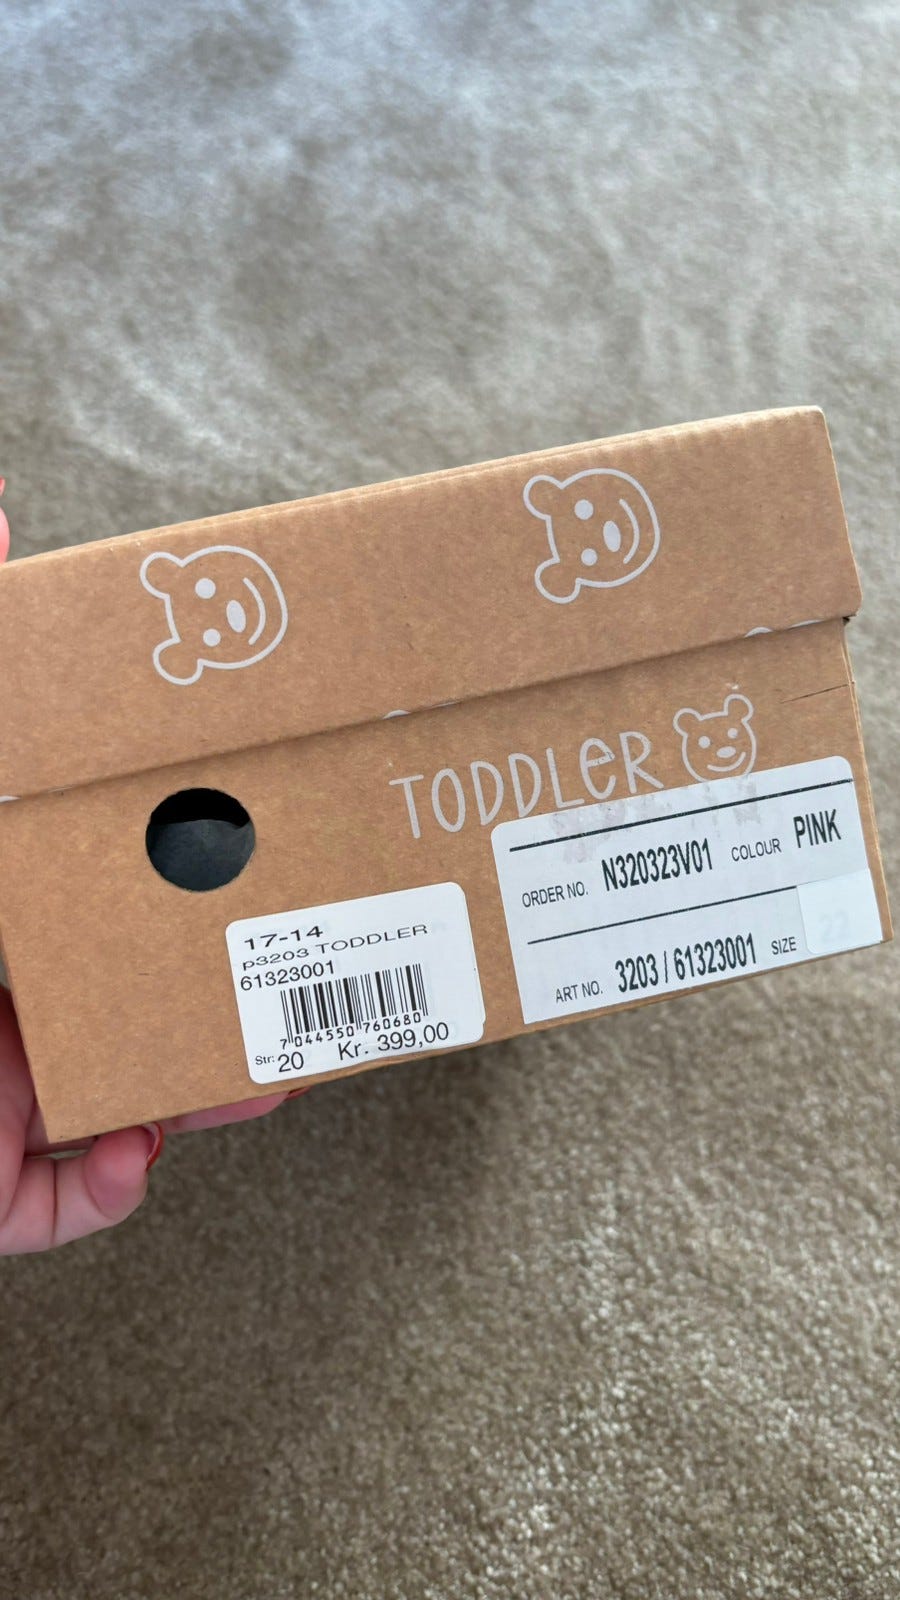 TODDLER
ORDER NO. N320323V01 COLOUR PINK
ART NO. 3203 / 61323001 SIZE 22
17-14
p3203 TODDLER
61323001
7 044550 760680
Str: 20 Kr. 399,00